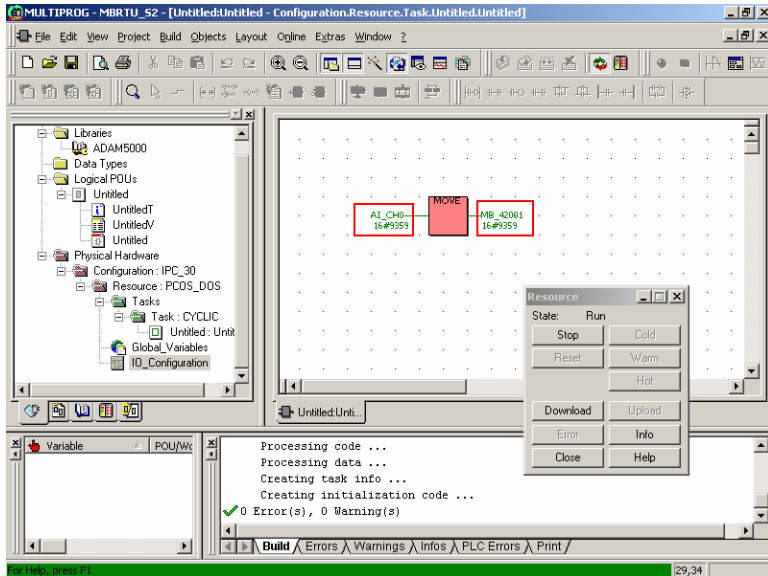 MULTIPROG - MBRTU_S2 - [Untitled:Untitled - Configuration.Resource.Task.Untitled.Untitled]
File Edit View Project Build Objects Layout Online Extras Window ?
Libraries
ADAM5000
Data Types
Logical POUs
Untitled
UntitledT
UntitledV
Untitled
Physical Hardware
Configuration : IPC_30
Resource : PCOS_DOS
Tasks
Task : CYCLIC
Untitled : Untit
Global_Variables
IO_Configuration
MOVE
AI_CH0 MB_42001
16#9359 16#9359
Untitled:Unti...
Resource
State: Run
Stop Cold
Reset Warm
Hot
Download Upload
Error Info
Close Help
Variable POU/Wo
Processing code ...
Processing data ...
Creating task info ...
Creating initialization code ...
0 Error(s), 0 Warning(s)
Build Errors Warnings Infos PLC Errors Print
For Help, press F1 29,34